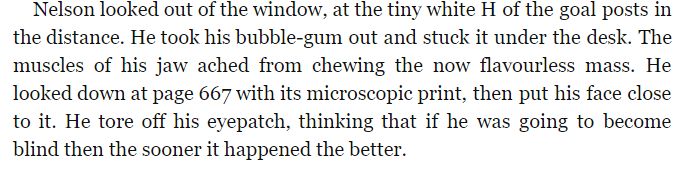 Nelson looked out of the window, at the tiny white H of the goal posts in
the distance. He took his bubble-gum out and stuck it under the desk. The
muscles of his jaw ached from chewing the now flavourless mass. He
looked down at page 667 with its microscopic print, then put his face close
to it. He tore off his eyepatch, thinking that if he was going to become
blind then the sooner it happened the better.